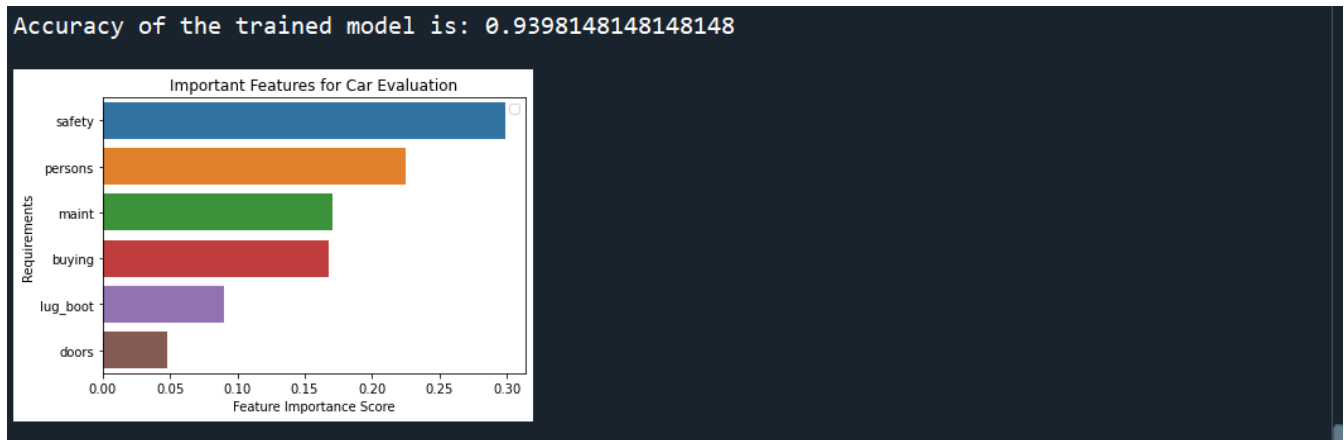 Accuracy of the trained model is: 0.9398148148148148
Important Features for Car Evaluation
Requirements
safety
persons
maint
buying
lug_boot
doors
0.00 0.05 0.10 0.15 0.20 0.25 0.30
Feature Importance Score